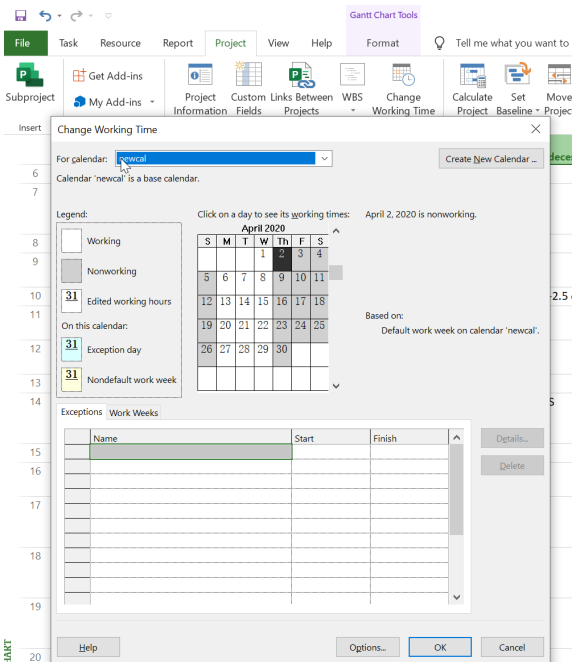 Gantt Chart Tools
File Task Resource Report Project View Help Format Tell me what you want to
Subproject
Get Add-ins
My Add-ins
Project Information
Custom Fields
Links Between Projects
WBS
Change Working Time
Calculate Project
Set Baseline
Move Projec
Insert
Change Working Time
For calendar: newcal
Create New Calendar ...
Calendar 'newcal' is a base calendar.
Legend:
Working
Nonworking
31 Edited working hours
On this calendar:
31 Exception day
31 Nondefault work week
Click on a day to see its working times:
April 2020
S M T W Th F S
1 2 3 4
5 6 7 8 9 10 11
12 13 14 15 16 17 18
19 20 21 22 23 24 25
26 27 28 29 30
April 2, 2020 is nonworking.
Based on:
Default work week on calendar 'newcal'.
Exceptions Work Weeks
Name Start Finish
Details...
Delete
Help Options... OK Cancel
6
7
8
9
10
11
12
13
14
15
16
17
18
19
20